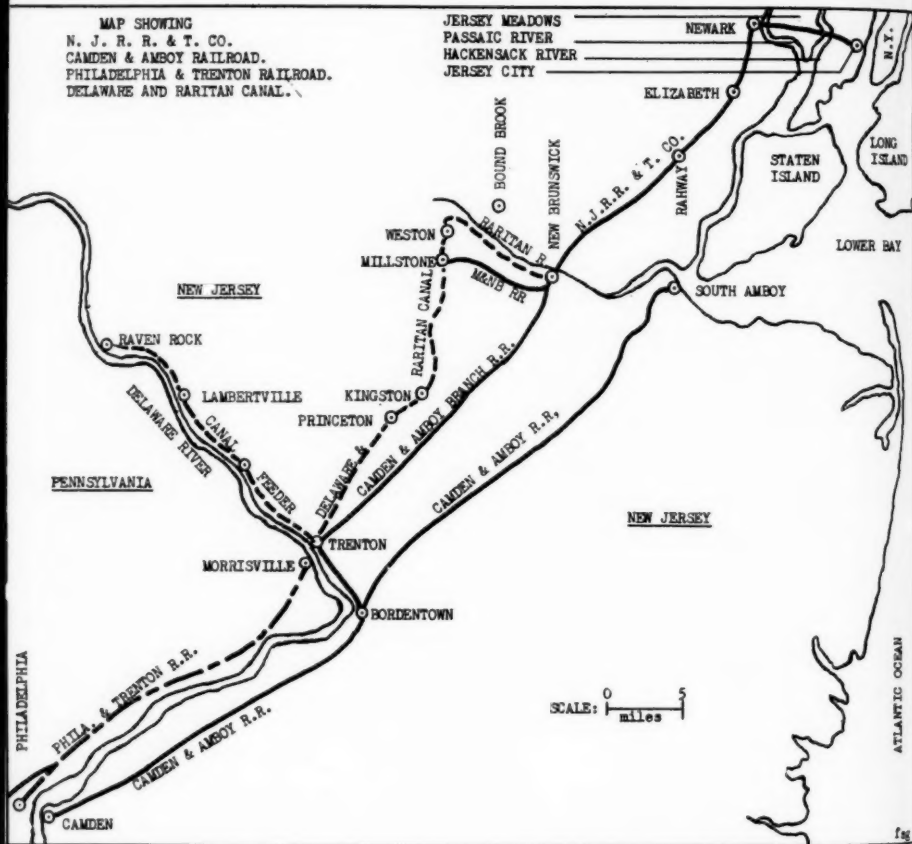 MAP SHOWING
N. J. R. R. & T. CO.
CAMDEN & AMBOY RAILROAD.
PHILADELPHIA & TRENTON RAILROAD.
DELAWARE AND RARITAN CANAL.
JERSEY MEADOWS
PASSAIC RIVER
HACKENSACK RIVER
JERSEY CITY
NEWARK
N.Y.
ELIZABETH
BOUND BROOK
NEW BRUNSWICK
N.J.R.R. & T. CO.
RAHWAY
STATEN
ISLAND
LONG
ISLAND
WESTON
RARITAN R.
MILLSTONE
M&NB RR
LOWER BAY
SOUTH AMBOY
NEW JERSEY
RAVEN ROCK
RARITAN CANAL
LAMBERTVILLE
KINGSTON
PRINCETON
DELAWARE RIVER
CANAL
FEEDER
DELAWARE &
CAMDEN & AMBOY BRANCH R.R.
CAMDEN & AMBOY R.R,
PENNSYLVANIA
NEW JERSEY
TRENTON
MORRISVILLE
BORDENTOWN
PHILADELPHIA
PHILA. & TRENTON R.R.
CAMDEN & AMBOY R.R.
SCALE:
0 5
miles
ATLANTIC OCEAN
CAMDEN